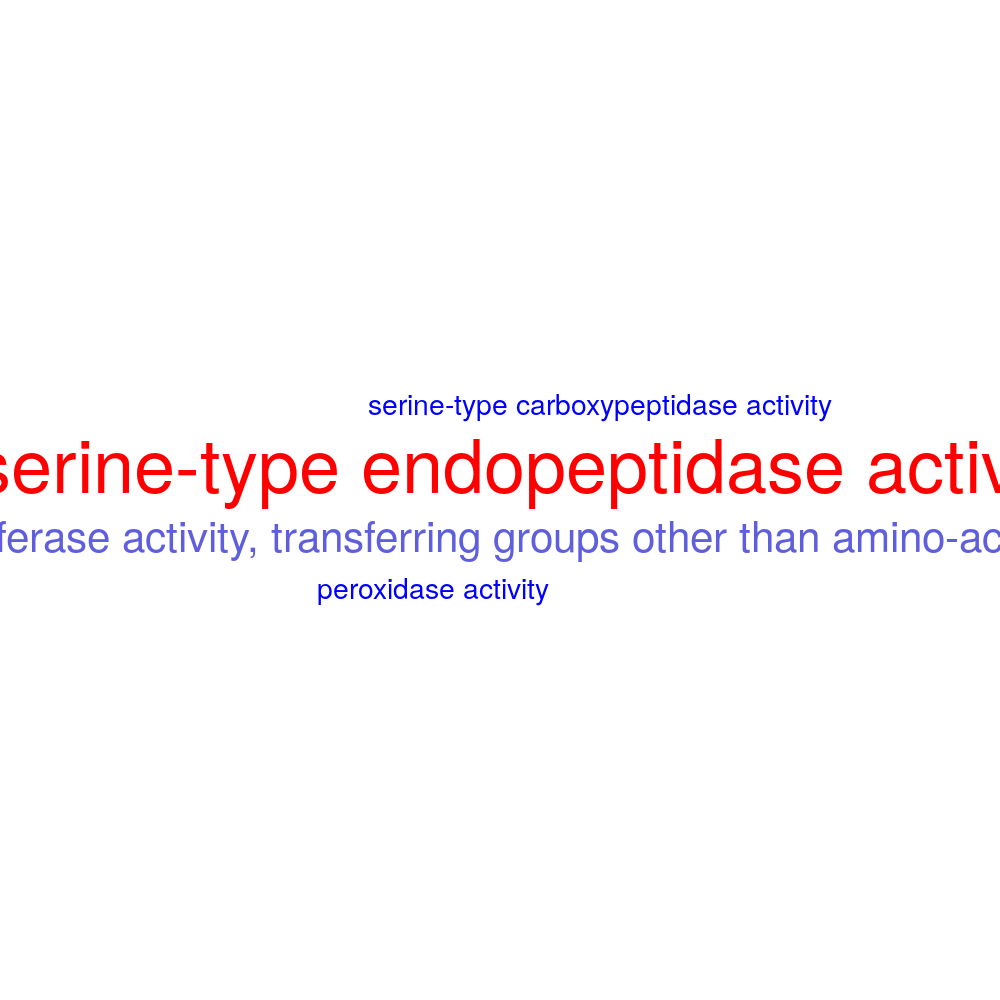 serine-type carboxypeptidase activity
serine-type endopeptidase activ
ferase activity, transferring groups other than amino-ac
peroxidase activity